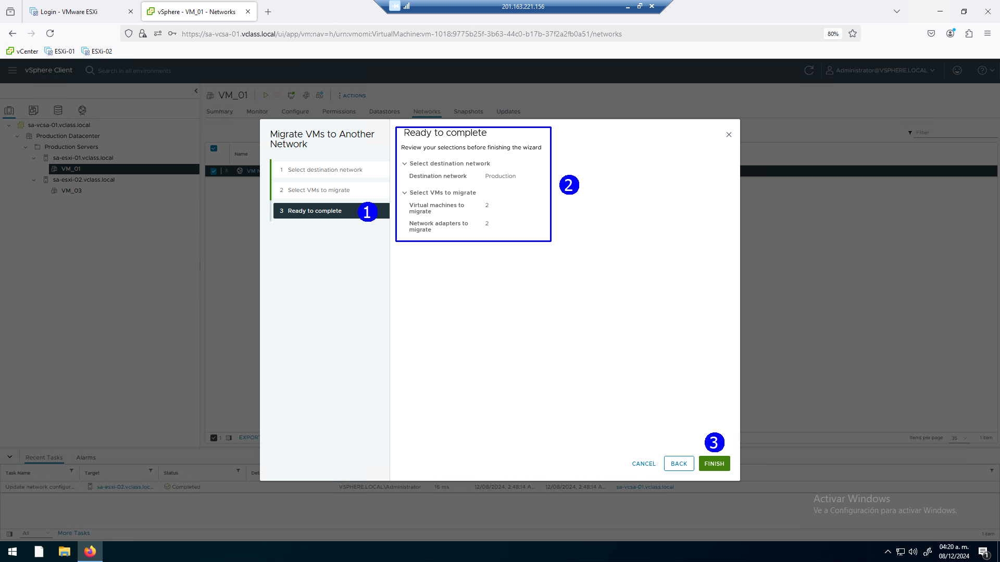 Login - VMware ESXi
vSphere - VM_01 - Networks
201.163.221.156
https://sa-vcsa-01.vclass.local/ui/app/vm;nav=h/urn:vmomi:VirtualMachine:vm-1018:9775b25f-3b63-44c0-b17b-37f2a2fb0a51/networks
80%
vCenter
ESXi-01
ESXi-02
vSphere Client
Search in all environments
Administrator@VSPHERE.LOCAL
VM_01
ACTIONS
Summary
Monitor
Configure
Permissions
Datastores
Networks
Snapshots
Updates
sa-vcsa-01.vclass.local
Production Datacenter
Production Servers
sa-esxi-01.vclass.local
VM_01
sa-esxi-02.vclass.local
VM_03
Filter
Name
VM N
Migrate VMs to Another
Network
1 Select destination network
2 Select VMs to migrate
3 Ready to complete
1
Ready to complete
Review your selections before finishing the wizard
Select destination network
Destination network Production
Select VMs to migrate
Virtual machines to
migrate
2
Network adapters to
migrate
2
2
3
CANCEL
BACK
FINISH
1
EXPORT
Items per page
35
1 item
Recent Tasks
Alarms
Task Name
Target
Status
Det
Update network configur...
sa-esxi-02.vclass.loc...
Completed
VSPHERE.LOCAL\Administrator
16 ms
12/08/2024, 2:48:14 A...
12/08/2024, 2:48:14 A...
sa-vcsa-01.vclass.local
Activar Windows
Ve a Configuración para activar Windows.
All
More Tasks
1 item
04:20 a. m.
08/12/2024
1